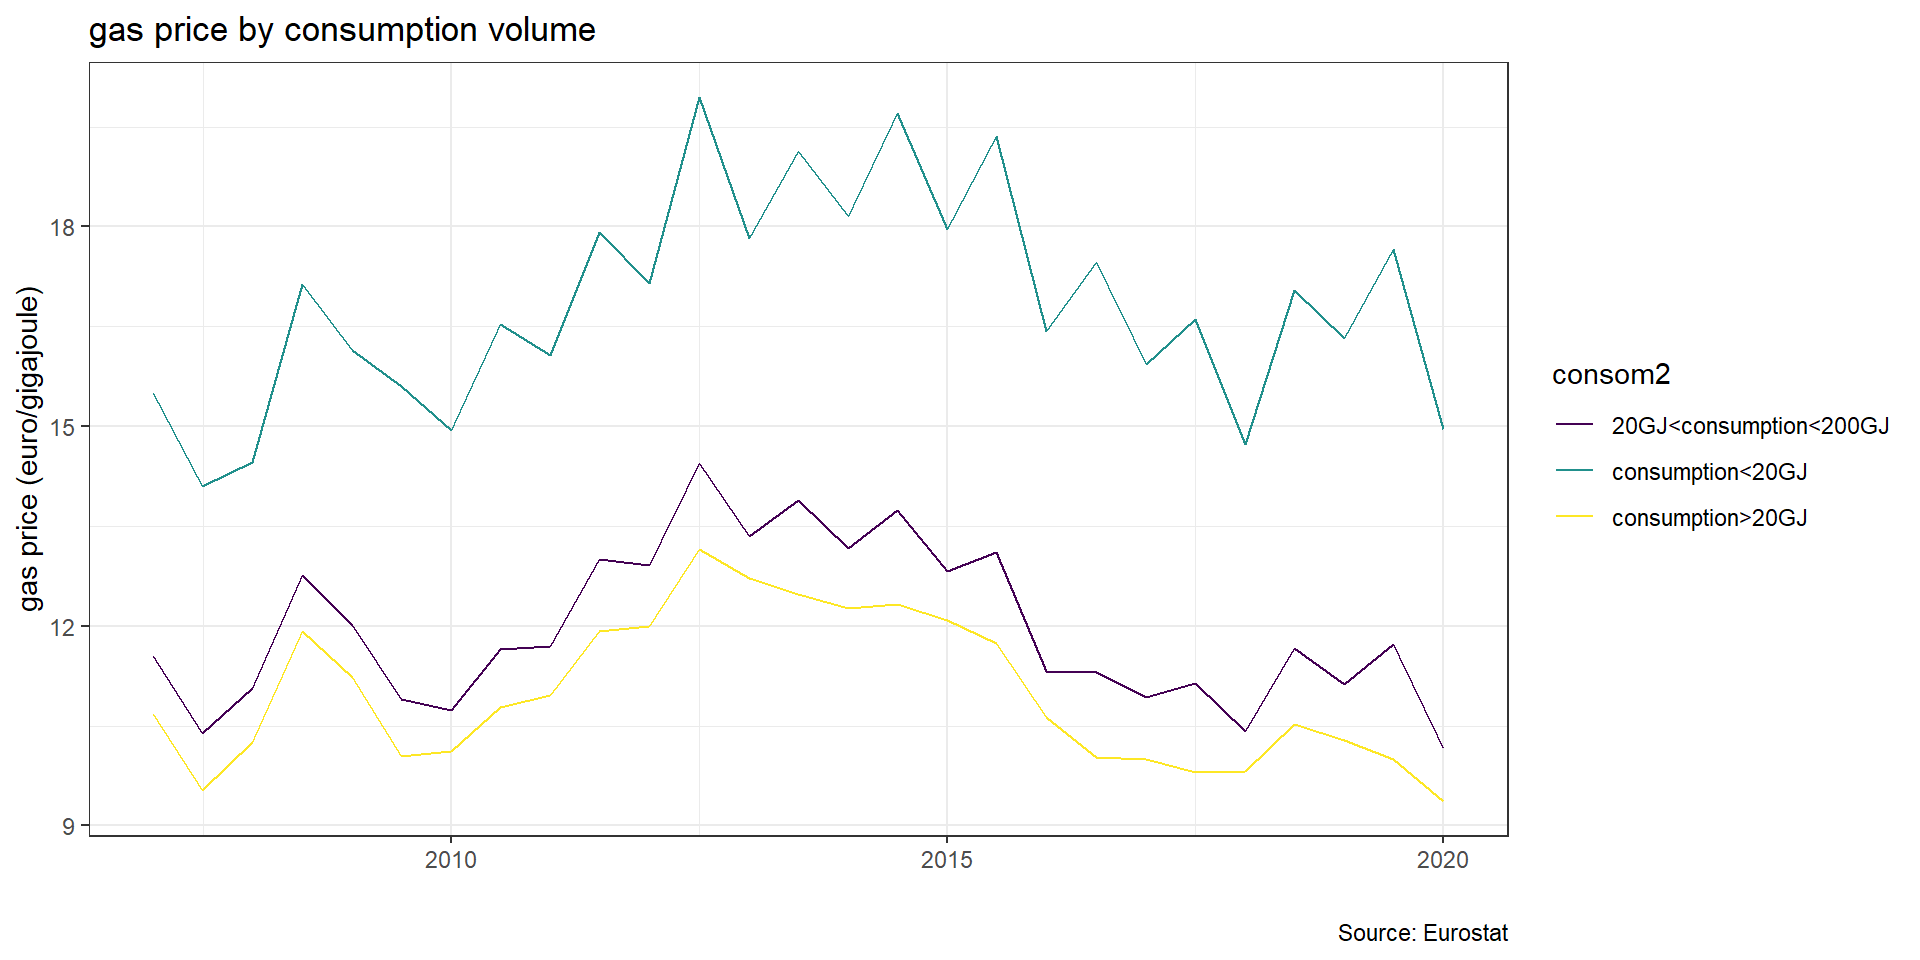 gas price by consumption volume
gas price (euro/gigajoule)
18
15
12
9
2010
2015
2020
consom2
20GJ<consumption<200GJ
consumption<20GJ
consumption>20GJ
Source: Eurostat